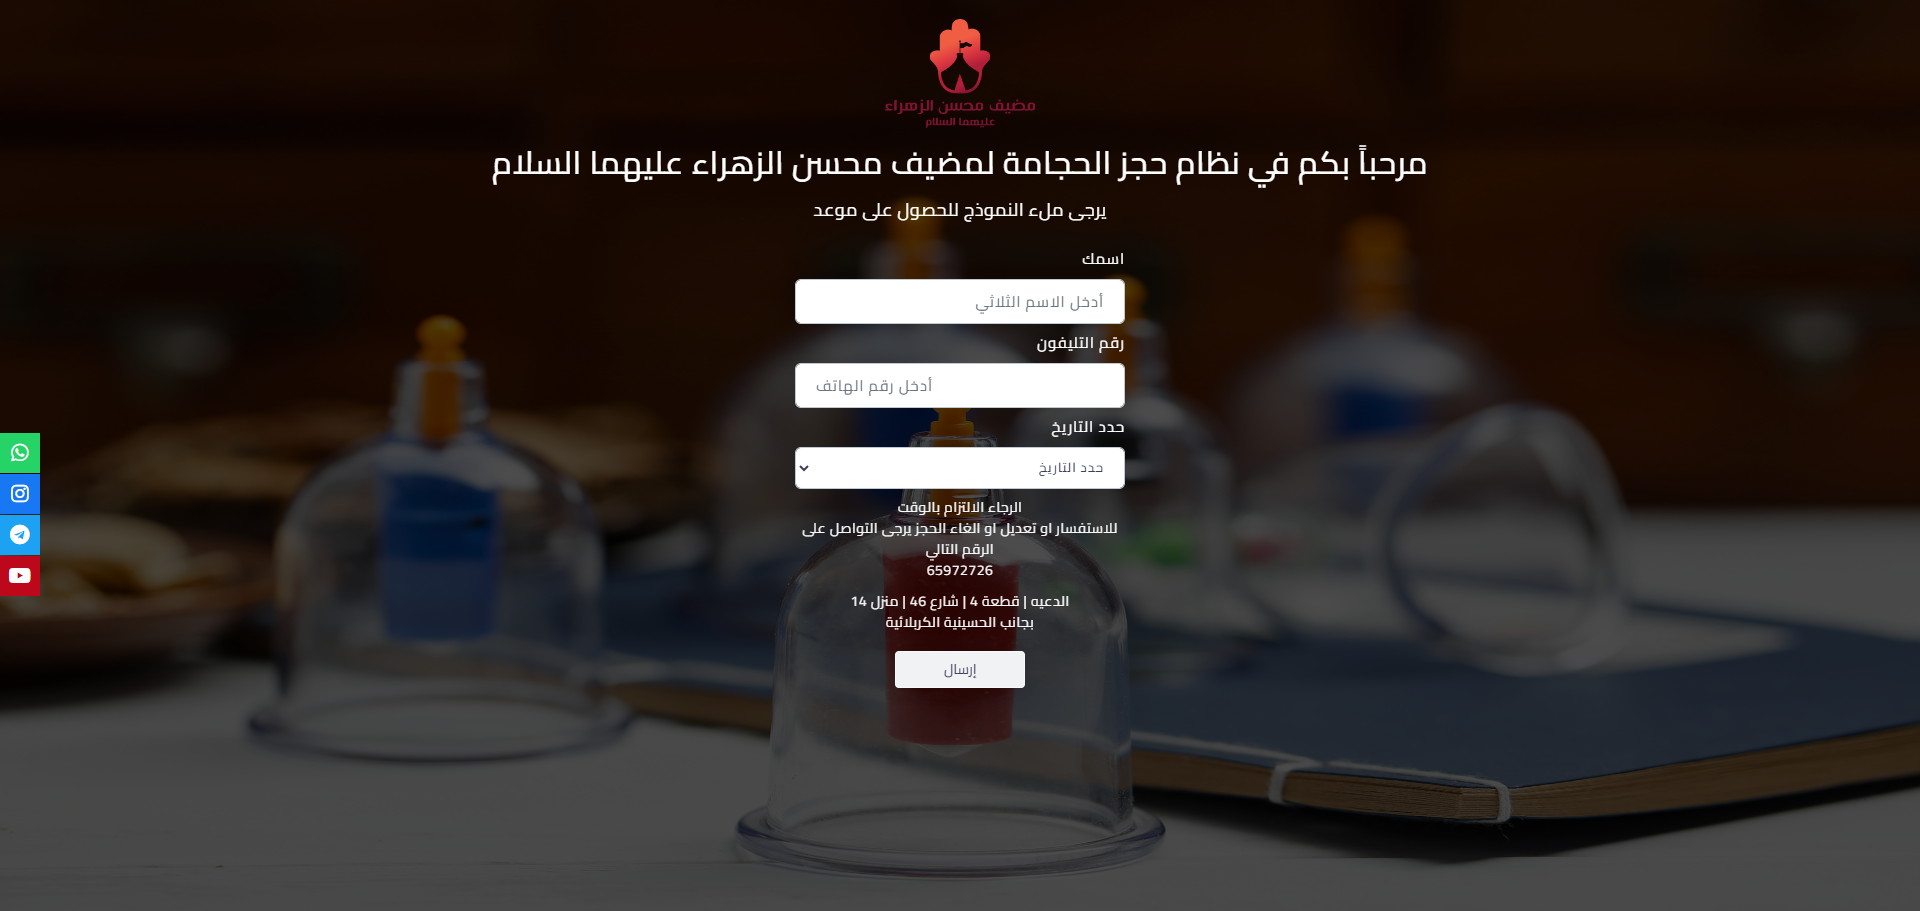 مضيف محسن الزهراء
عليهما السلام
مرحباً بكم في نظام حجز الحجامة لمضيف محسن الزهراء عليهما السلام
يرجى ملء النموذج للحصول على موعد
اسمك
أدخل الاسم الثلاثي
رقم التليفون
أدخل رقم الهاتف
حدد التاريخ
حدد التاريخ
الرجاء الالتزام بالوقت
للاستفسار او تعديل او الغاء الحجز يرجى التواصل على
الرقم التالي
65972726
الدعيه | قطعة 4 | شارع 46 | منزل 14
بجانب الحسينية الكربلائية
إرسال